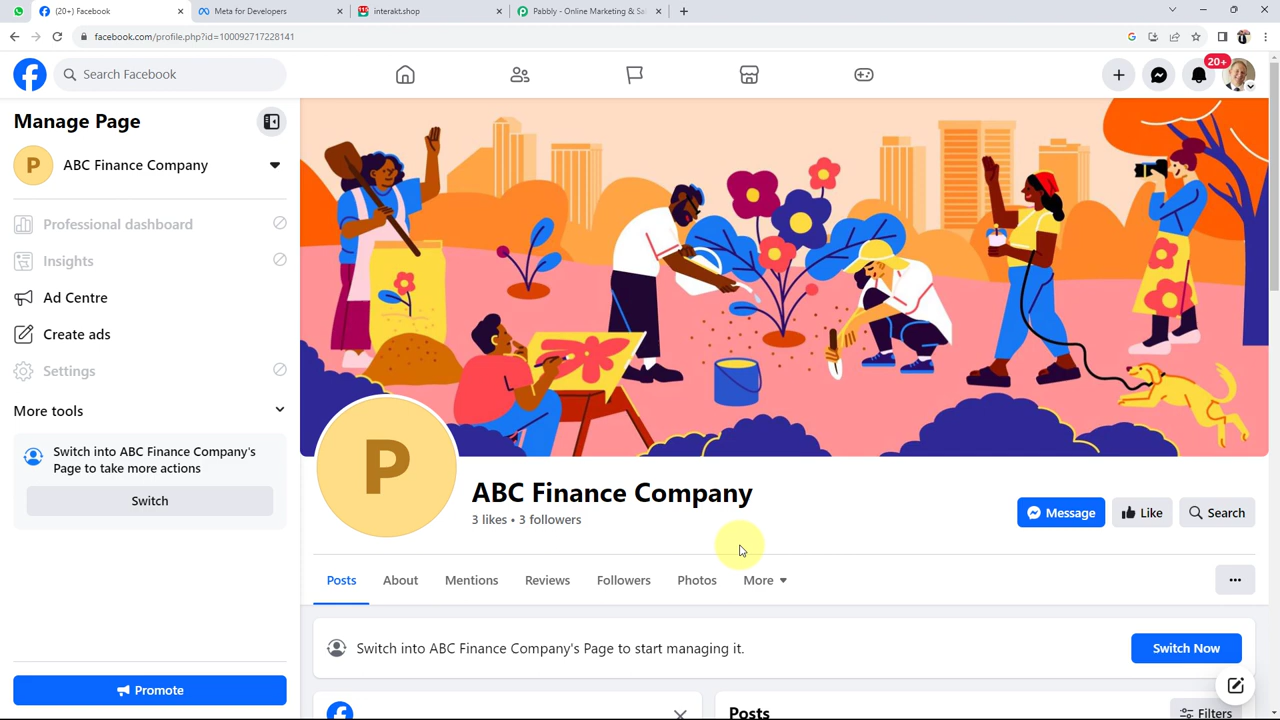 (20+) Facebook
Meta for Developers
interakt.shop
Pabbly - Online Marketing & Sa
facebook.com/profile.php?id=100092717228141
Search Facebook
20+
Manage Page
P
ABC Finance Company
Professional dashboard
Insights
Ad Centre
Create ads
Settings
More tools
Switch into ABC Finance Company's
Page to take more actions
Switch
Promote
P
ABC Finance Company
3 likes • 3 followers
Message
Like
Search
Posts
About
Mentions
Reviews
Followers
Photos
More
Switch into ABC Finance Company's Page to start managing it.
Switch Now
Posts
Filters